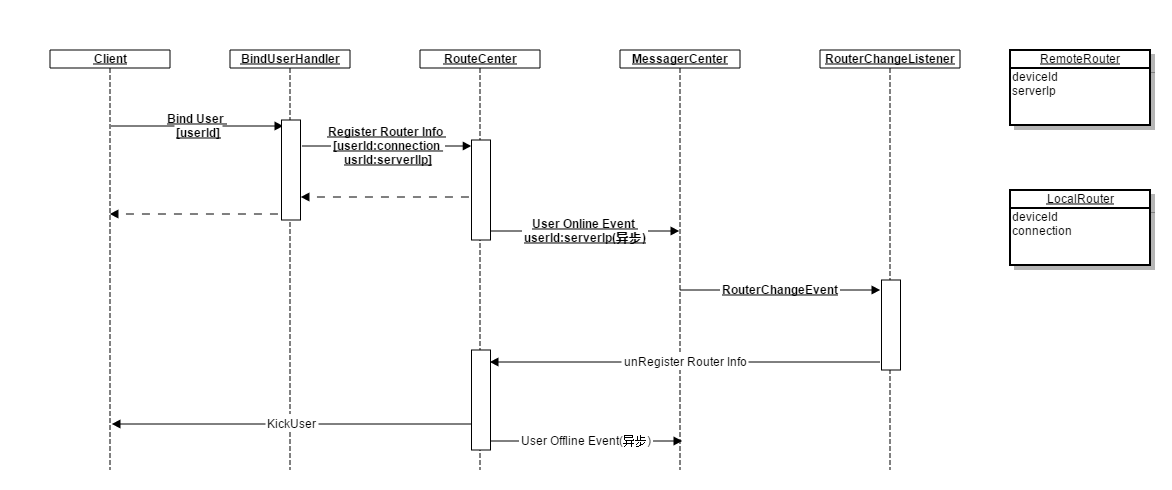 Client
BindUserHandler
RouteCenter
MessagerCenter
RouterChangeListener
RemoteRouter
deviceId
serverIp
Bind User
[userId]
Register Router Info
[userId:connection
usrId:serverIIp]
LocalRouter
deviceId
connection
User Online Event
userId:serverIp(异步)
RouterChangeEvent
unRegister Router Info
KickUser
User Offline Event(异步)